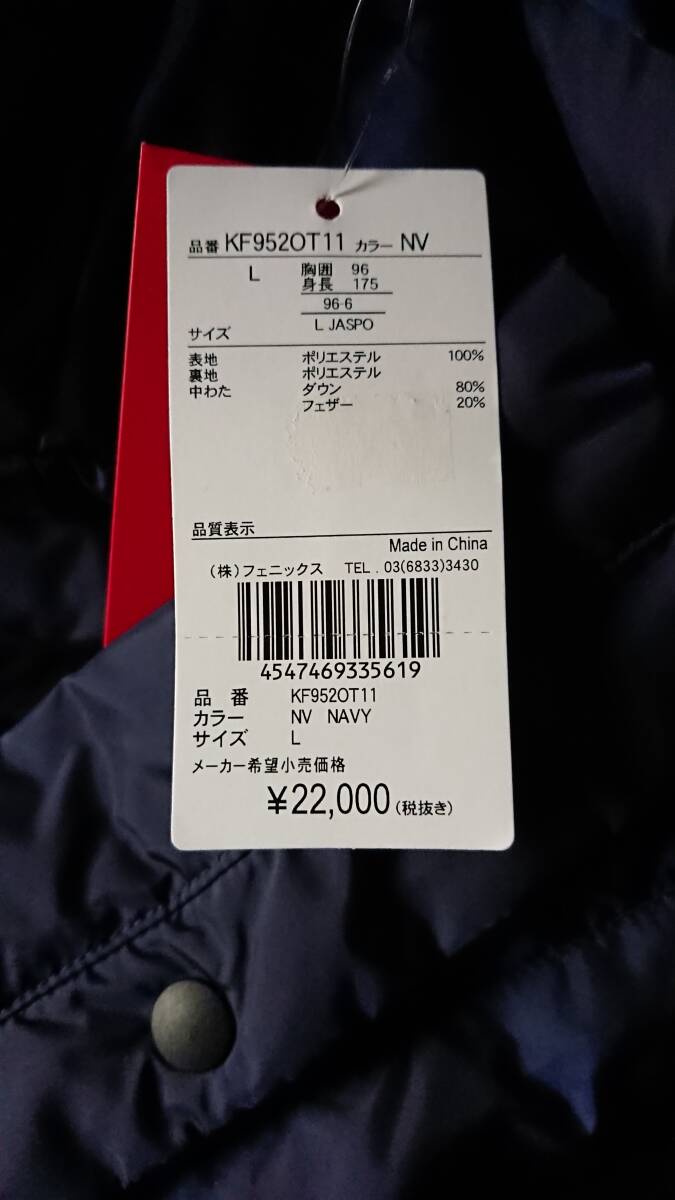 品番 KF952OT11 カラー NV
L 胸囲 96
身長 175
96-6
L JASPO
サイズ
表地 ポリエステル 100%
裏地 ポリエステル
中わた ダウン 80%
フェザー 20%
品質表示
Made in China
(株)フェニックス TEL . 03(6833)3430
4547469335619
品 番 KF952OT11
カラー NV NAVY
サイズ L
メーカー希望小売価格
¥22,000(税抜き)